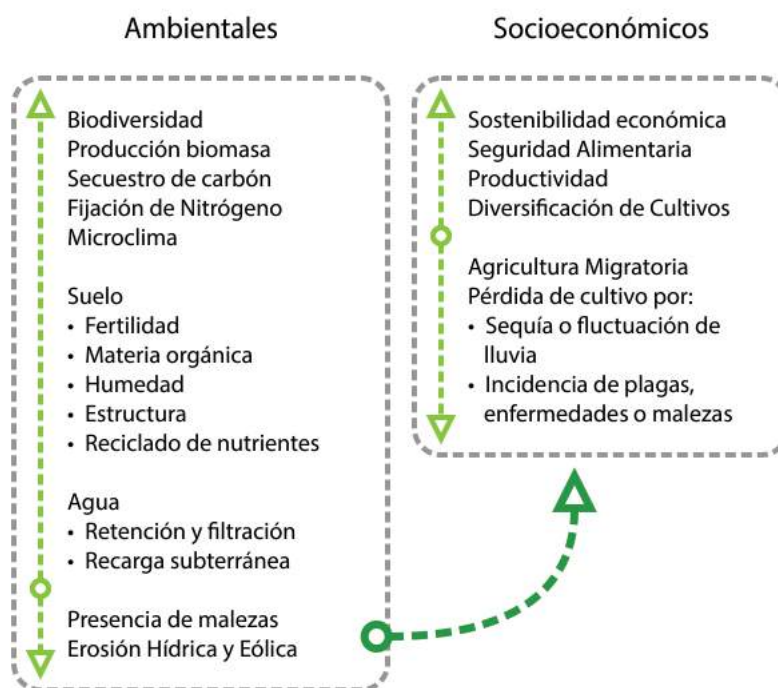 Ambientales
Biodiversidad
Producción biomasa
Secuestro de carbón
Fijación de Nitrógeno
Microclima
Suelo
• Fertilidad
• Materia orgánica
• Humedad
• Estructura
• Reciclado de nutrientes
Agua
• Retención y filtración
• Recarga subterránea
Presencia de malezas
Erosión Hídrica y Eólica
Socioeconómicos
Sostenibilidad económica
Seguridad Alimentaria
Productividad
Diversificación de Cultivos
Agricultura Migratoria
Pérdida de cultivo por:
• Sequía o fluctuación de
lluvia
• Incidencia de plagas,
enfermedades o malezas